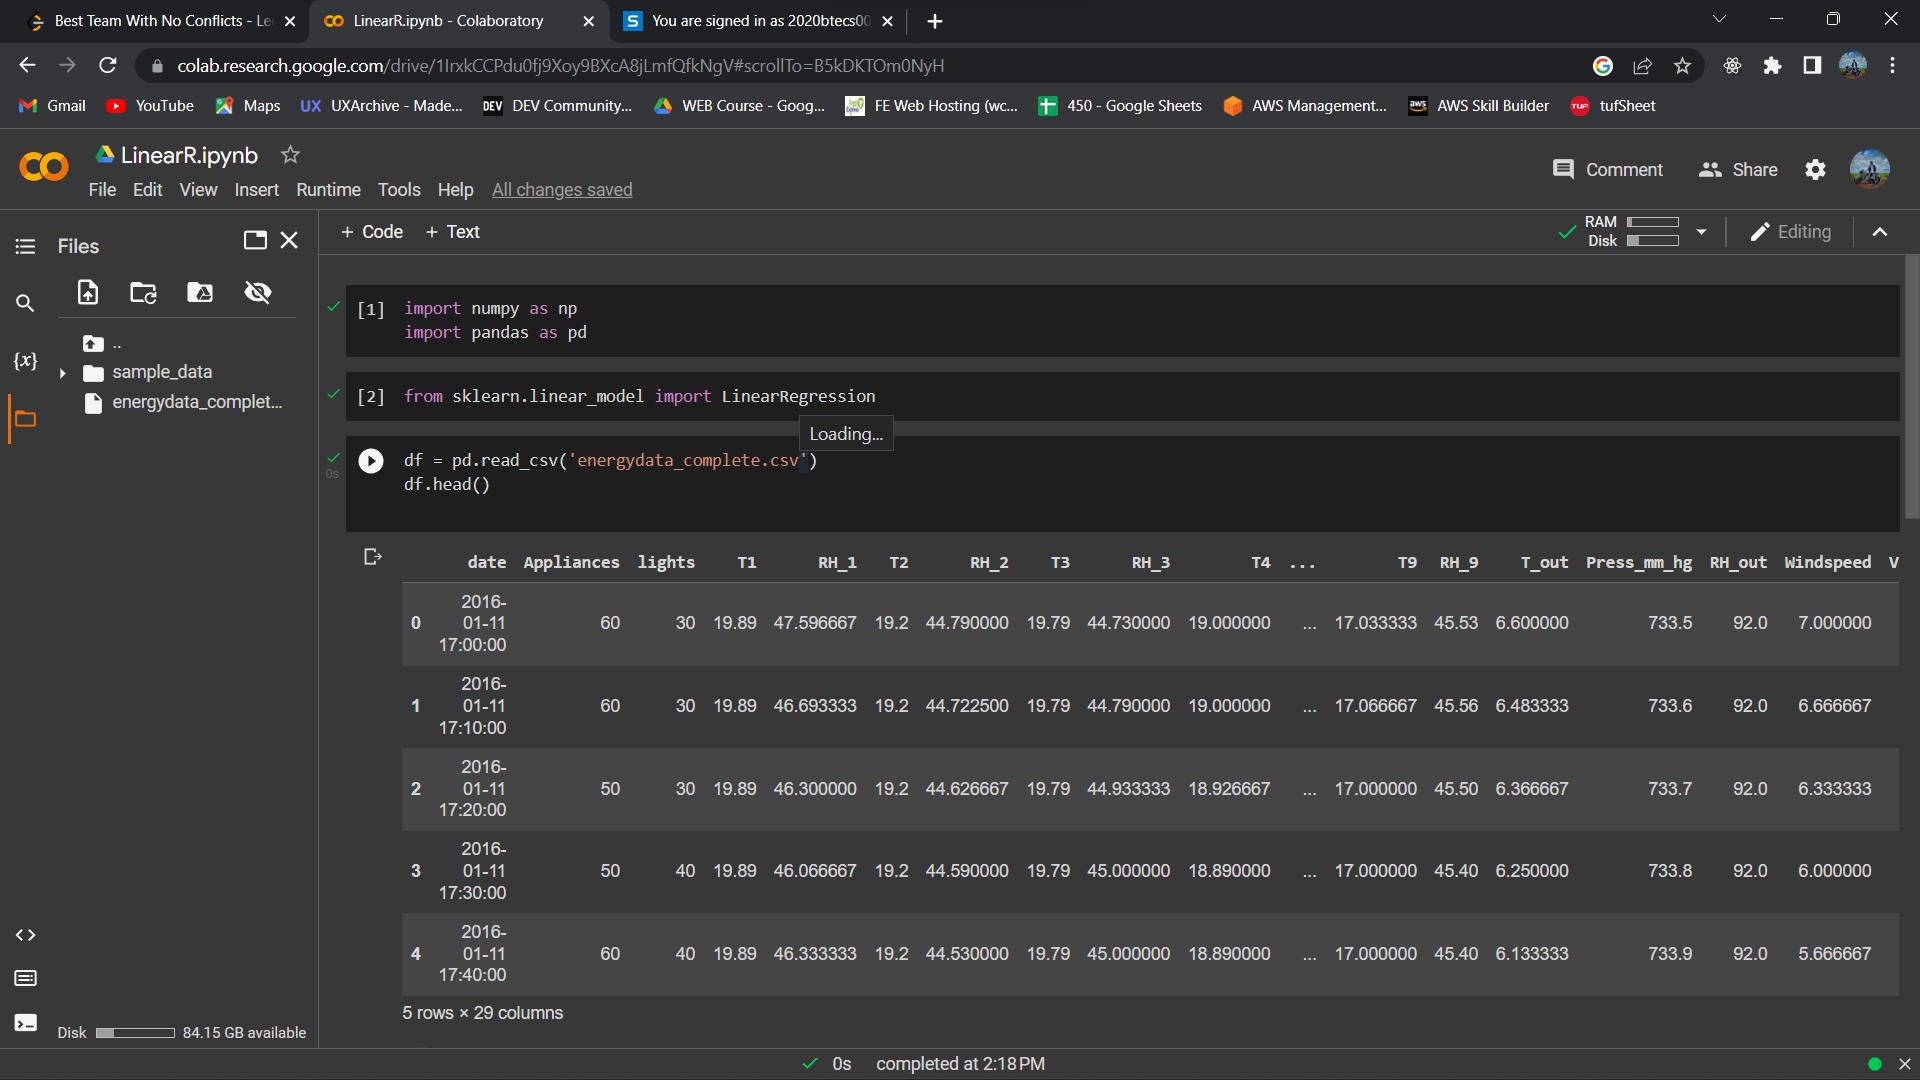 Best Team With No Conflicts - Le
LinearR.ipynb - Colaboratory
S You are signed in as 2020btecs00
colab.research.google.com/drive/1IrxkCCPdu0fj9Xoy9BXcA8jLmfQfkNgV#scrollTo=B5kDKTOm0NyH
Gmail YouTube Maps UX UXArchive - Made... DEV DEV Community... WEB Course - Goog... FE Web Hosting (wc... 450 - Google Sheets AWS Management... aws AWS Skill Builder TUF tufSheet
LinearR.ipynb
File Edit View Insert Runtime Tools Help All changes saved
Comment Share
Files
+ Code + Text
RAM
Disk
Editing
{x}
..
sample_data
energydata_complet...
[1] import numpy as np
import pandas as pd
[2] from sklearn.linear_model import LinearRegression
Loading...
0s
df = pd.read_csv('energydata_complete.csv')
df.head()
date Appliances lights T1 RH_1 T2 RH_2 T3 RH_3 T4 ... T9 RH_9 T_out Press_mm_hg RH_out Windspeed V
0 2016-01-11 17:00:00 60 30 19.89 47.596667 19.2 44.790000 19.79 44.730000 19.000000 ... 17.033333 45.53 6.600000 733.5 92.0 7.000000
1 2016-01-11 17:10:00 60 30 19.89 46.693333 19.2 44.722500 19.79 44.790000 19.000000 ... 17.066667 45.56 6.483333 733.6 92.0 6.666667
2 2016-01-11 17:20:00 50 30 19.89 46.300000 19.2 44.626667 19.79 44.933333 18.926667 ... 17.000000 45.50 6.366667 733.7 92.0 6.333333
3 2016-01-11 17:30:00 50 40 19.89 46.066667 19.2 44.590000 19.79 45.000000 18.890000 ... 17.000000 45.40 6.250000 733.8 92.0 6.000000
4 2016-01-11 17:40:00 60 40 19.89 46.333333 19.2 44.530000 19.79 45.000000 18.890000 ... 17.000000 45.40 6.133333 733.9 92.0 5.666667
5 rows × 29 columns
Disk 84.15 GB available
0s completed at 2:18 PM